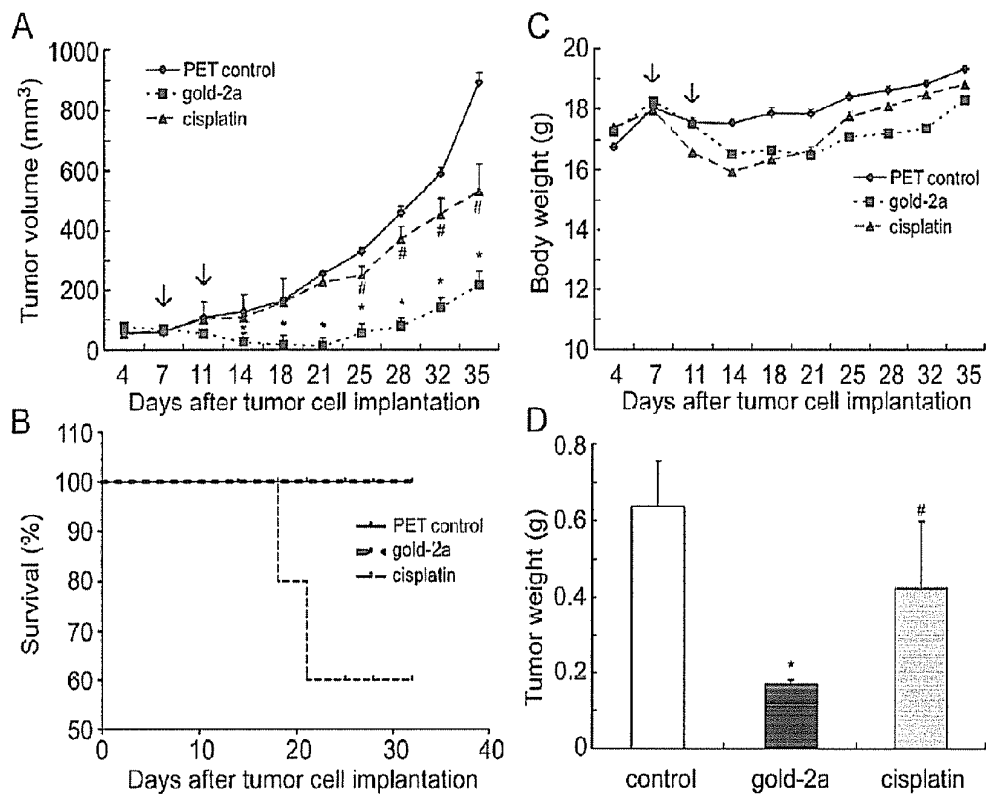 A
Tumor volume (mm³)
1000
800
600
400
200
0
PET control
gold-2a
cisplatin
#
#
#
#
*
*
*
*
*
*
*
4 7 11 14 18 21 25 28 32 35
Days after tumor cell implantation
C
Body weight (g)
20
18
16
14
12
10
PET control
gold-2a
cisplatin
4 7 11 14 18 21 25 28 32 35
Days after tumor cell implantation
B
Survival (%)
110
100
90
80
70
60
50
PET control
gold-2a
cisplatin
0 10 20 30 40
Days after tumor cell implantation
D
Tumor weight (g)
0.8
0.6
0.4
0.2
0
*
#
control gold-2a cisplatin